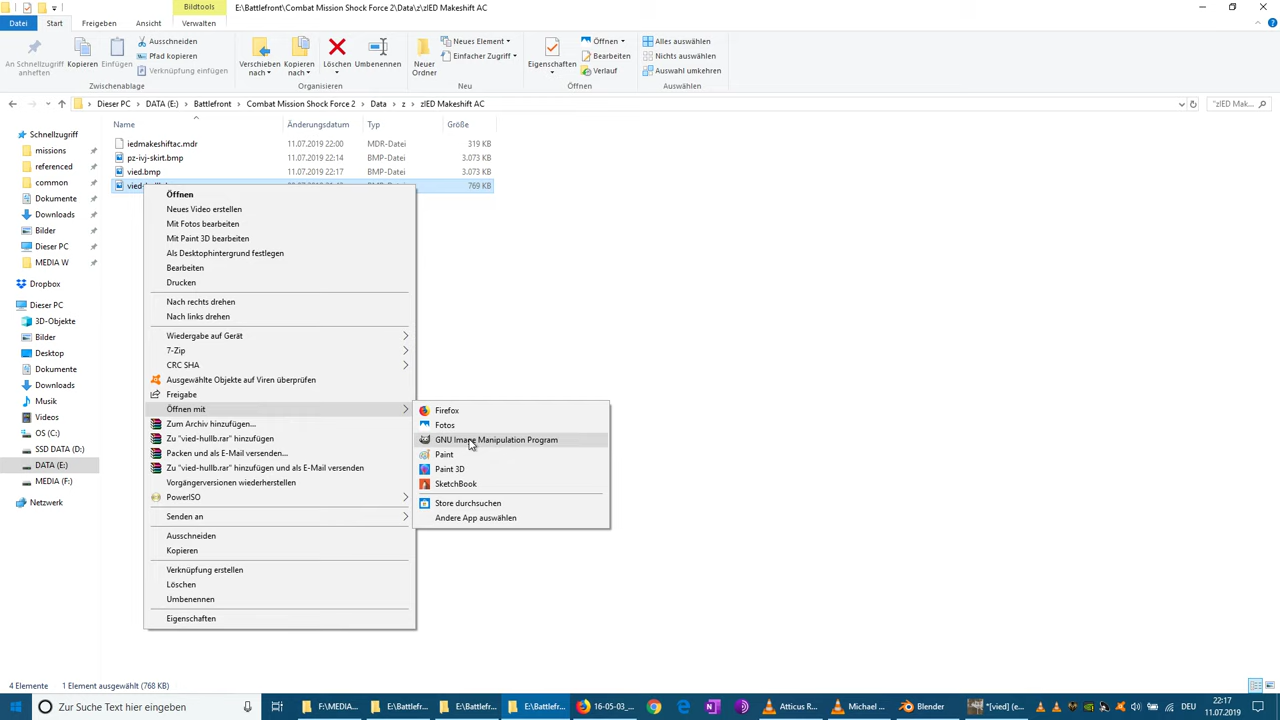 Bildtools
E:\Battlefront\Combat Mission Shock Force 2\Data\z\zIED Makeshift AC
Datei
Start
Freigeben
Ansicht
Verwalten
An Schnellzugriff
anheften
Kopieren
Einfügen
Ausschneiden
Pfad kopieren
Verknüpfung einfügen
Verschieben
nach
Kopieren
nach
Löschen
Umbenennen
Neuer
Ordner
Neues Element
Einfacher Zugriff
Eigenschaften
Öffnen
Bearbeiten
Verlauf
Alles auswählen
Nichts auswählen
Auswahl umkehren
Zwischenablage
Organisieren
Neu
Öffnen
Auswählen
Dieser PC > DATA (E:) > Battlefront > Combat Mission Shock Force 2 > Data > z > zIED Makeshift AC
"zIED Mak...
Name
Änderungsdatum
Typ
Größe
iedmakeshiftac.mdr 11.07.2019 22:00 MDR-Datei 319 KB
pz-ivj-skirt.bmp 11.07.2019 22:14 BMP-Datei 3.073 KB
vied.bmp 11.07.2019 22:17 BMP-Datei 3.073 KB
769 KB
Schnellzugriff
missions
referenced
common
Dokumente
Downloads
Bilder
Dieser PC
MEDIA W
Dropbox
Dieser PC
3D-Objekte
Bilder
Desktop
Dokumente
Downloads
Musik
Videos
OS (C:)
SSD DATA (D:)
DATA (E:)
MEDIA (F:)
Netzwerk
Öffnen
Neues Video erstellen
Mit Fotos bearbeiten
Mit Paint 3D bearbeiten
Als Desktophintergrund festlegen
Bearbeiten
Drucken
Nach rechts drehen
Nach links drehen
Wiedergabe auf Gerät
7-Zip
CRC SHA
Ausgewählte Objekte auf Viren überprüfen
Freigabe
Öffnen mit
Zum Archiv hinzufügen...
Zu "vied-hullb.rar" hinzufügen
Packen und als E-Mail versenden...
Zu "vied-hullb.rar" hinzufügen und als E-Mail versenden
Vorgängerversionen wiederherstellen
PowerISO
Senden an
Ausschneiden
Kopieren
Verknüpfung erstellen
Löschen
Umbenennen
Eigenschaften
Firefox
Fotos
GNU Image Manipulation Program
Paint
Paint 3D
SketchBook
Store durchsuchen
Andere App auswählen
4 Elemente
1 Element ausgewählt (768 KB)
Zur Suche Text hier eingeben
F:\MEDIA...
E:\Battlefr...
E:\Battlefr...
E:\Battlefr...
16-05-03_...
Atticus R...
Michael ...
Blender
*[vied] (e...
DEU
22:17
11.07.2019